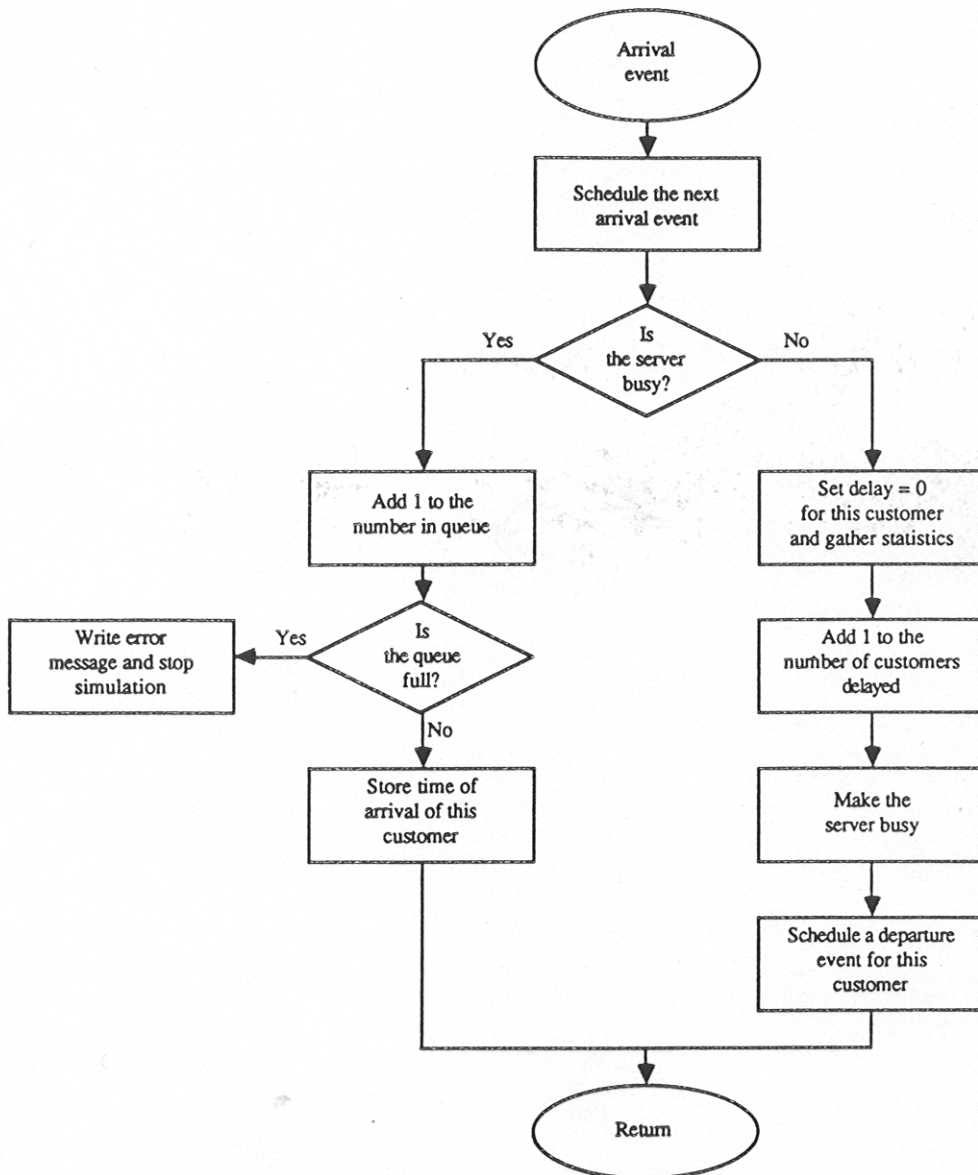 Arrival
event
Schedule the next
arrival event
Yes
Is
the server
busy?
No
Add 1 to the
number in queue
Set delay = 0
for this customer
and gather statistics
Write error
message and stop
simulation
Yes
Is
the queue
full?
No
Add 1 to the
number of customers
delayed
Store time of
arrival of this
customer
Make the
server busy
Schedule a departure
event for this
customer
Return